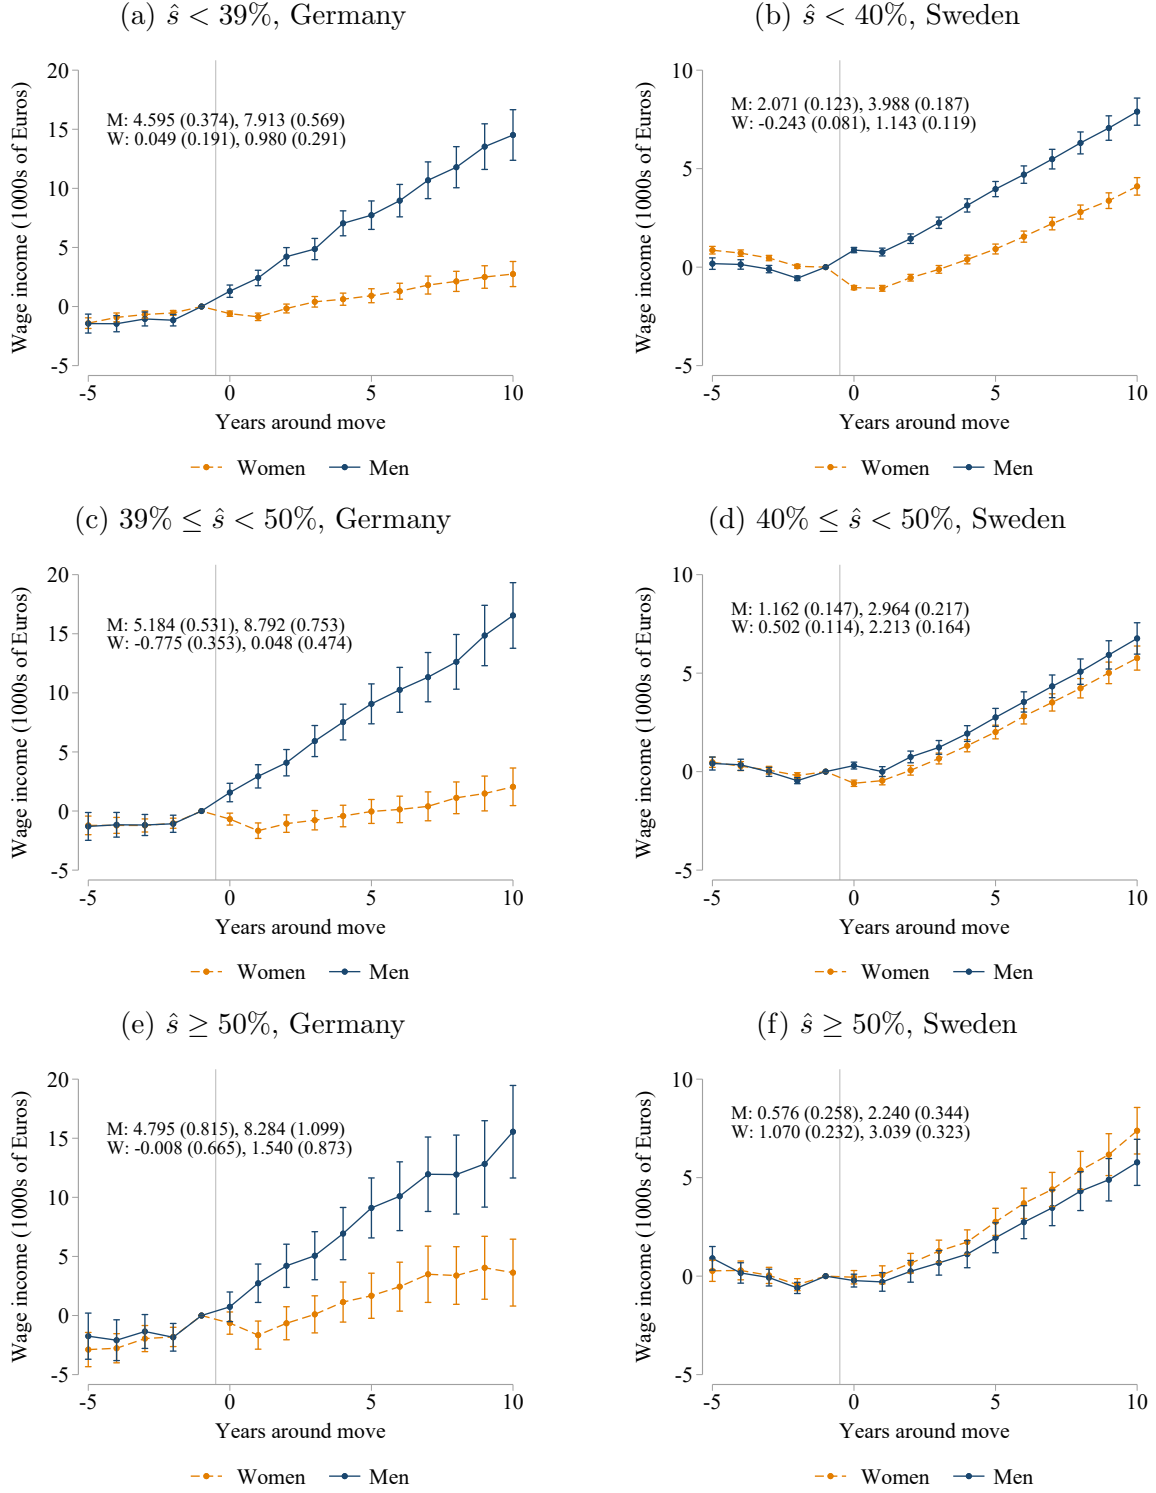 (a) ŝ < 39%, Germany
Wage income (1000s of Euros)
20
15
10
5
0
-5
M: 4.595 (0.374), 7.913 (0.569)
W: 0.049 (0.191), 0.980 (0.291)
-5 0 5 10
Years around move
Women Men
(b) ŝ < 40%, Sweden
Wage income (1000s of Euros)
10
5
0
-5
M: 2.071 (0.123), 3.988 (0.187)
W: -0.243 (0.081), 1.143 (0.119)
-5 0 5 10
Years around move
Women Men
(c) 39% ≤ ŝ < 50%, Germany
Wage income (1000s of Euros)
20
15
10
5
0
-5
M: 5.184 (0.531), 8.792 (0.753)
W: -0.775 (0.353), 0.048 (0.474)
-5 0 5 10
Years around move
Women Men
(d) 40% ≤ ŝ < 50%, Sweden
Wage income (1000s of Euros)
10
5
0
-5
M: 1.162 (0.147), 2.964 (0.217)
W: 0.502 (0.114), 2.213 (0.164)
-5 0 5 10
Years around move
Women Men
(e) ŝ ≥ 50%, Germany
Wage income (1000s of Euros)
20
15
10
5
0
-5
M: 4.795 (0.815), 8.284 (1.099)
W: -0.008 (0.665), 1.540 (0.873)
-5 0 5 10
Years around move
Women Men
(f) ŝ ≥ 50%, Sweden
Wage income (1000s of Euros)
10
5
0
-5
M: 0.576 (0.258), 2.240 (0.344)
W: 1.070 (0.232), 3.039 (0.323)
-5 0 5 10
Years around move
Women Men